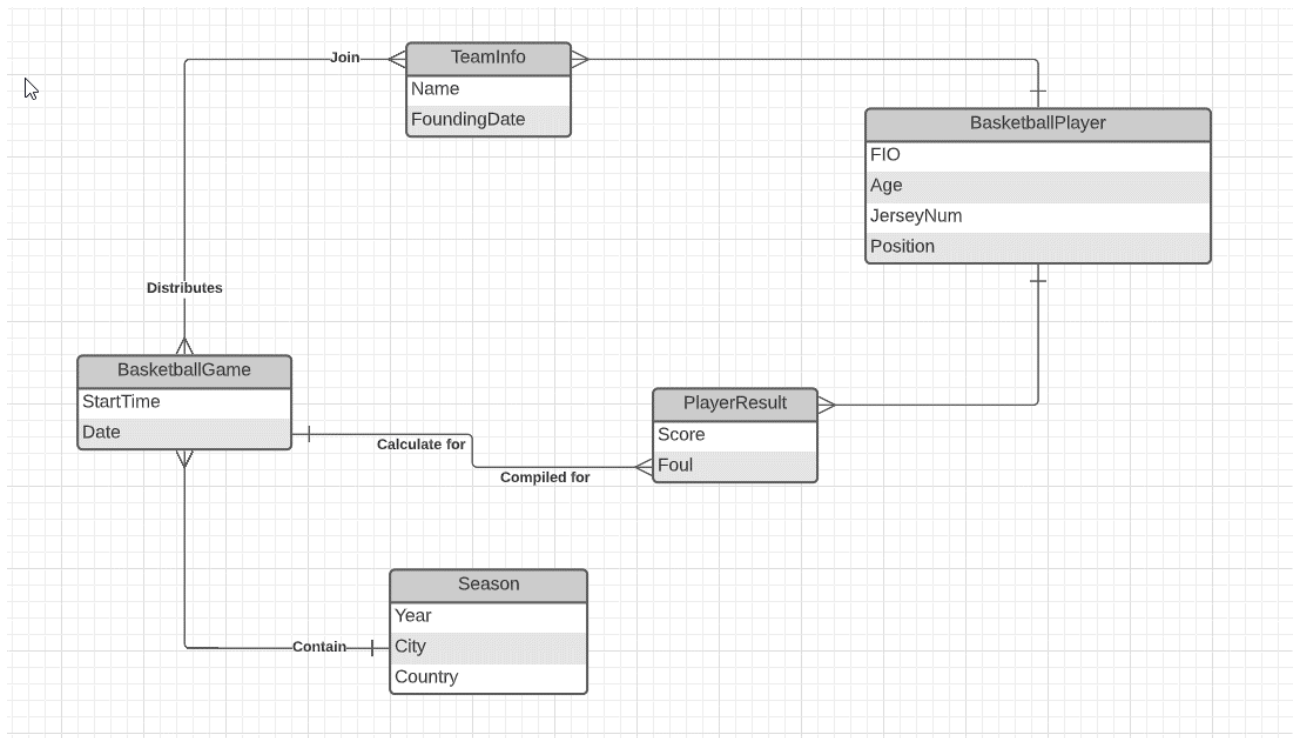 Join
TeamInfo
Name
FoundingDate
BasketballPlayer
FIO
Age
JerseyNum
Position
Distributes
BasketballGame
StartTime
Date
Calculate for
Compiled for
PlayerResult
Score
Foul
Season
Year
Contain
City
Country